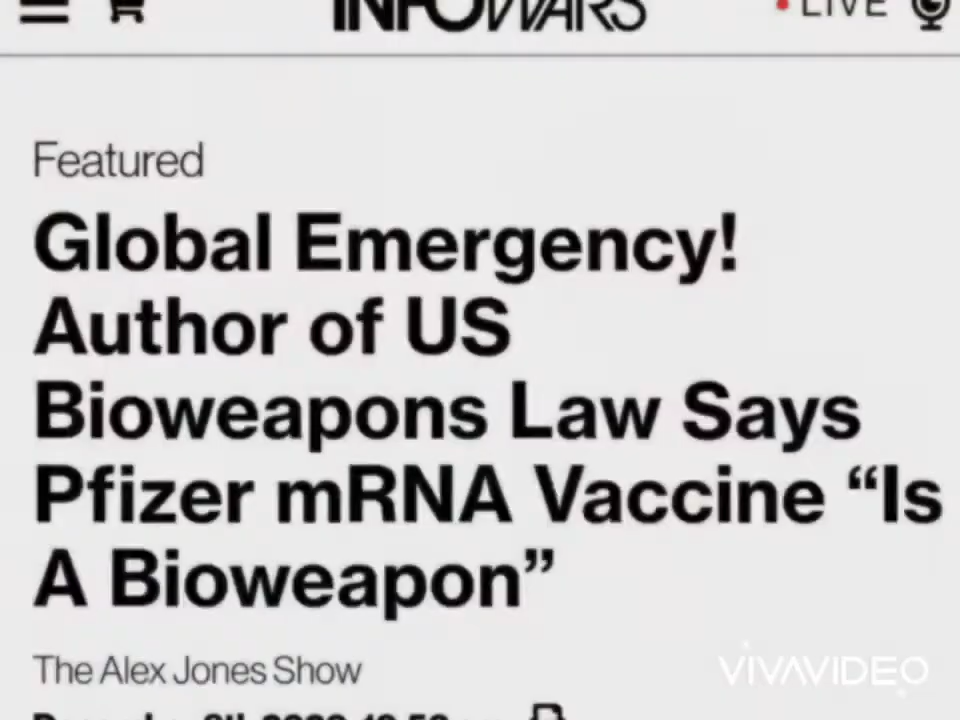 INFOWARS
LIVE
Featured
Global Emergency!
Author of US
Bioweapons Law Says
Pfizer mRNA Vaccine “Is
A Bioweapon”
The Alex Jones Show
VIVAVIDEO